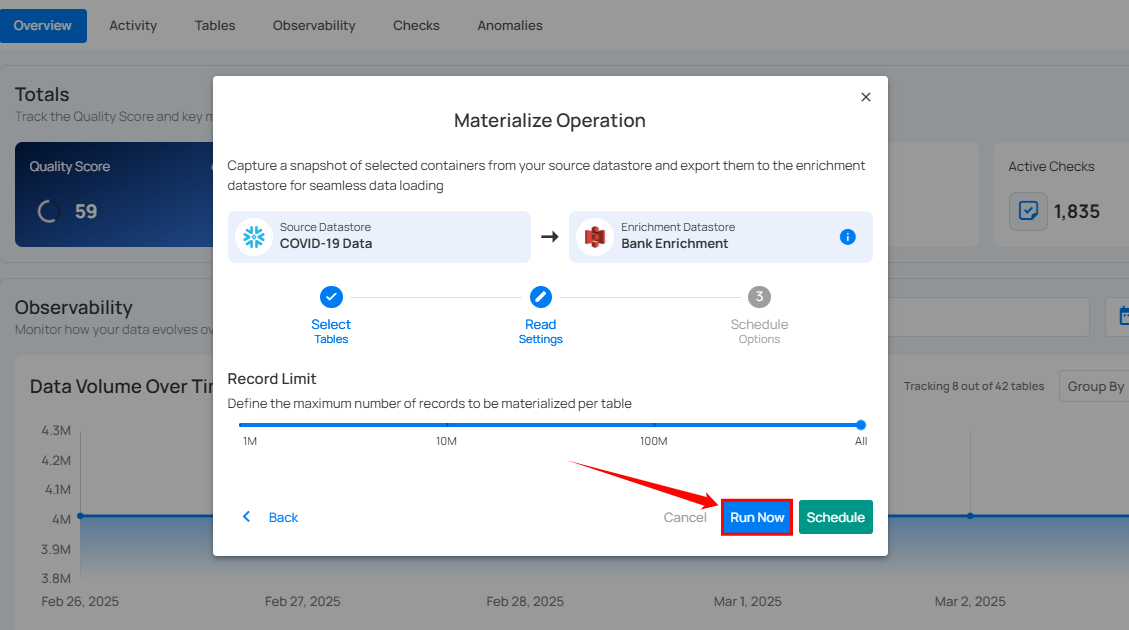 Overview Activity Tables Observability Checks Anomalies
Totals
Track the Quality Score and key
Quality Score
59
Active Checks
1,835
Observability
Monitor how your data evolves
Data Volume Over
Tracking 8 out of 42 tables
Group By
4.3M
4.2M
4.1M
4M
3.9M
3.8M
Feb 26, 2025 Feb 27, 2025 Feb 28, 2025 Mar 1, 2025 Mar 2, 2025
Materialize Operation
Capture a snapshot of selected containers from your source datastore and export them to the enrichment
datastore for seamless data loading
Source Datastore
COVID-19 Data
Enrichment Datastore
Bank Enrichment
Select
Tables
Read
Settings
3
Schedule
Options
Record Limit
Define the maximum number of records to be materialized per table
1M 10M 100M All
Back
Cancel
Run Now
Schedule